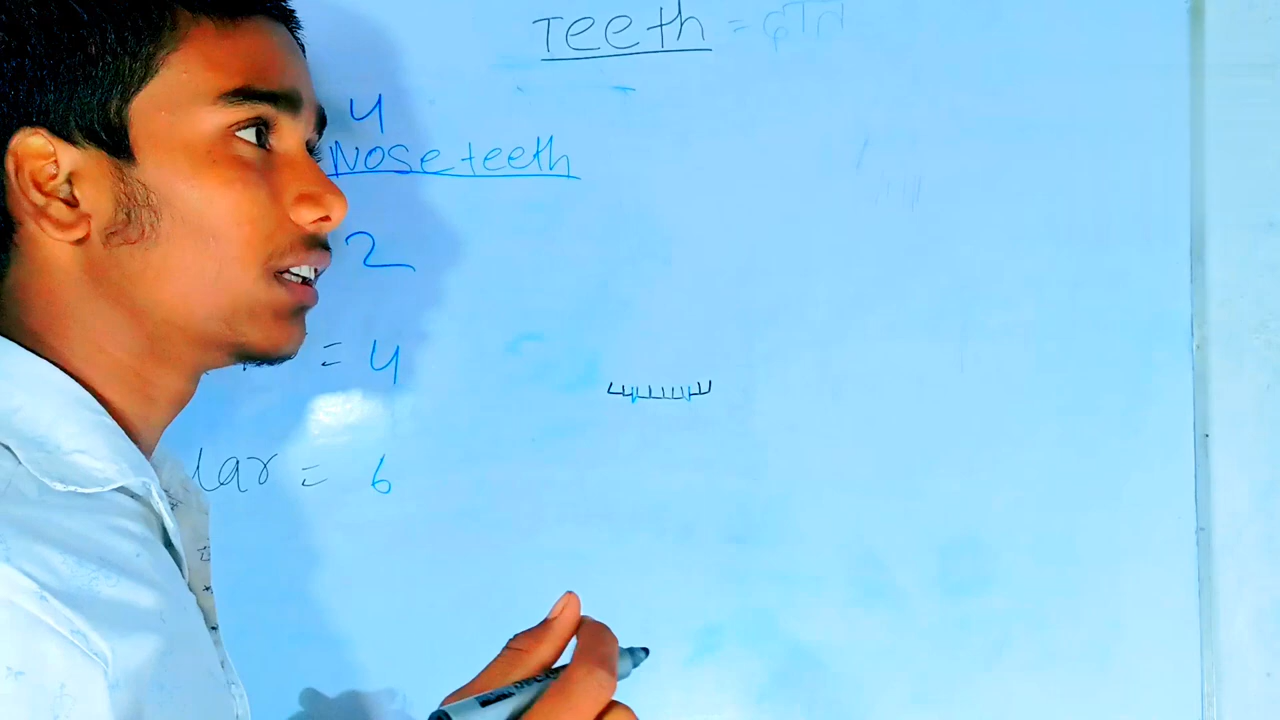 Teeth =
4
Nose teeth
2
= 4
lar = 6